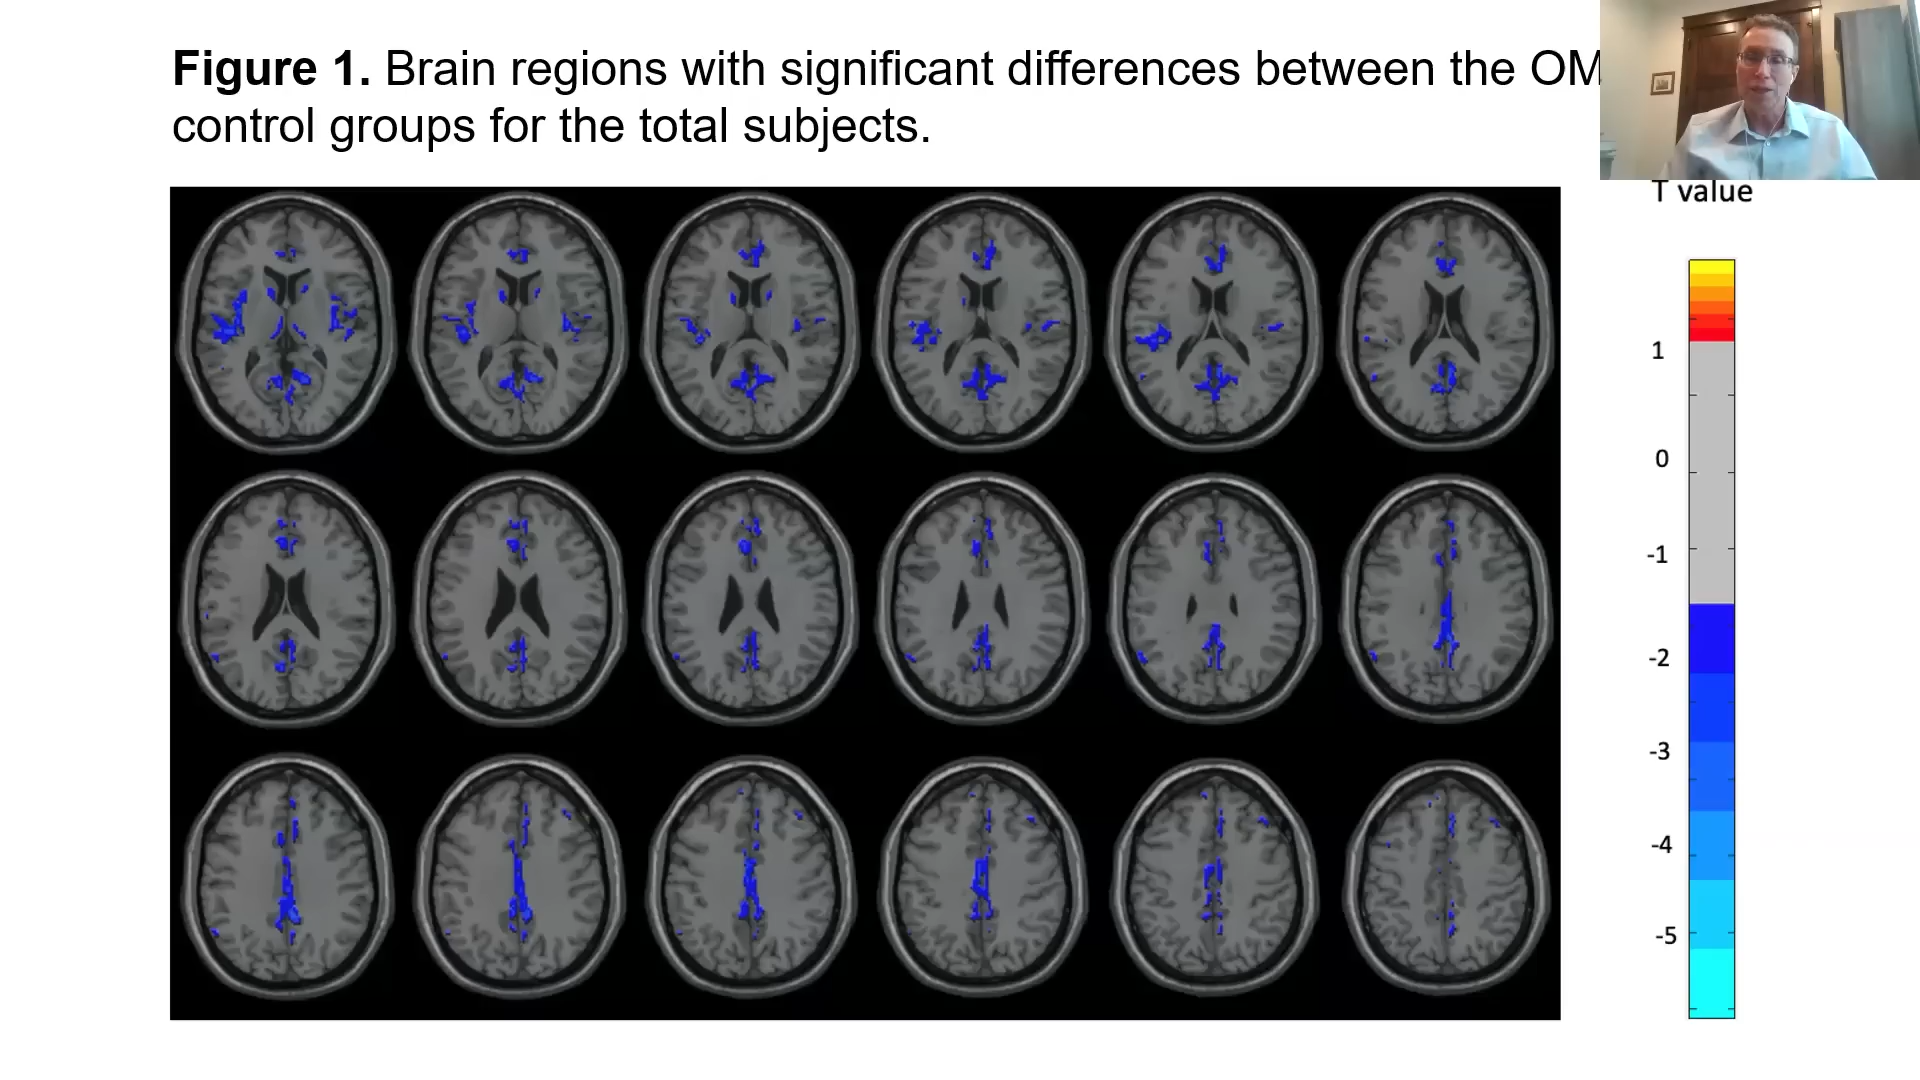 Figure 1. Brain regions with significant differences between the OM
control groups for the total subjects.
T value
1
0
-1
-2
-3
-4
-5